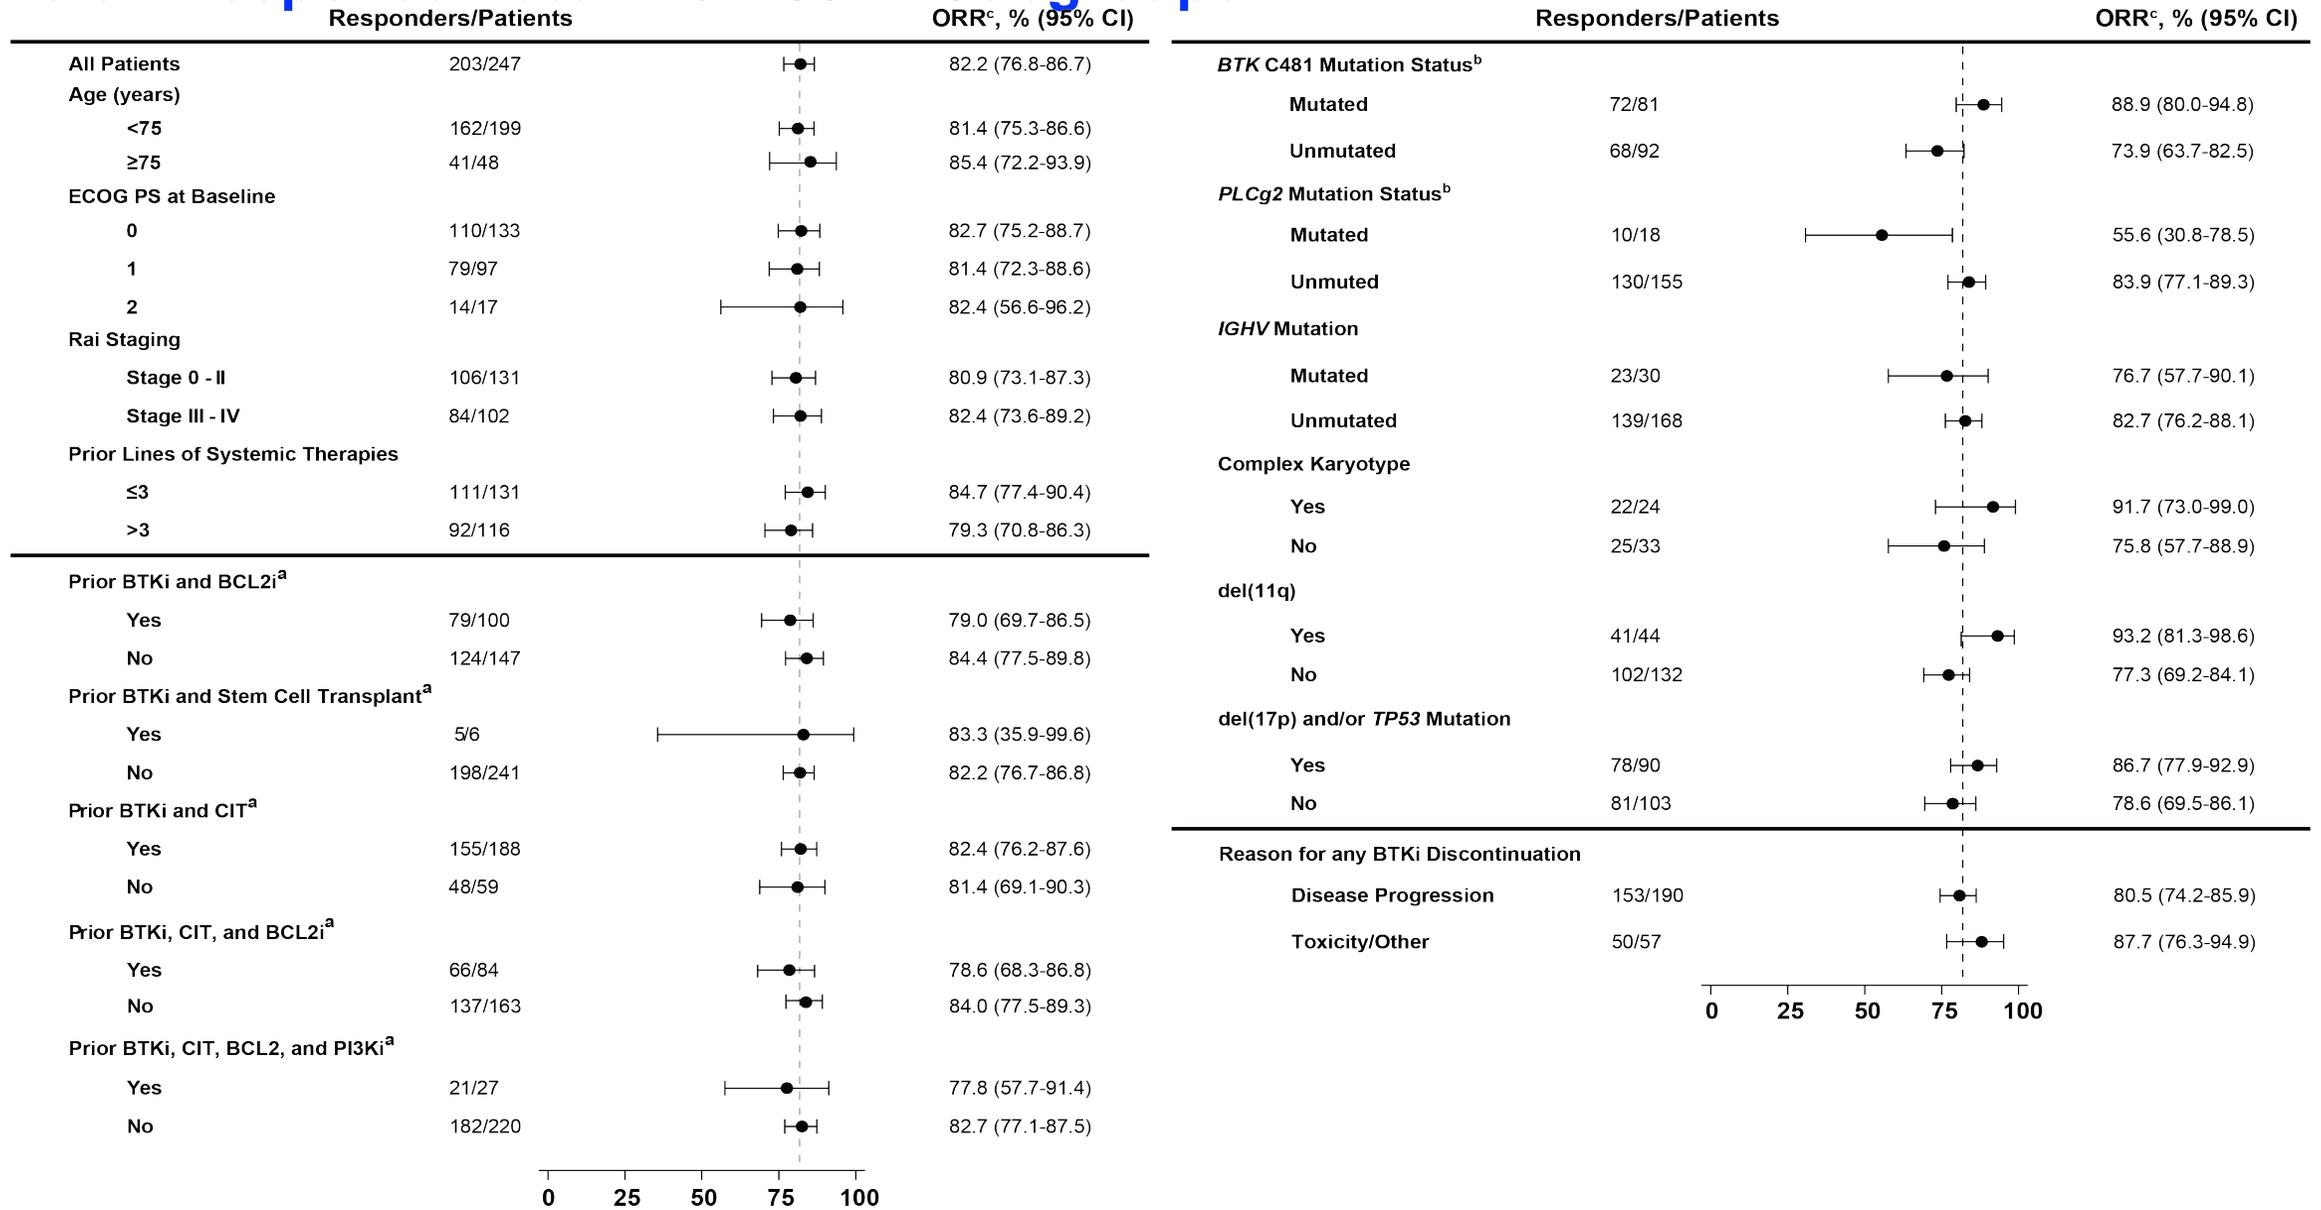 Responders/Patients ORRᶜ, % (95% CI)
All Patients 203/247 82.2 (76.8-86.7)
Age (years)
<75 162/199 81.4 (75.3-86.6)
≥75 41/48 85.4 (72.2-93.9)
ECOG PS at Baseline
0 110/133 82.7 (75.2-88.7)
1 79/97 81.4 (72.3-88.6)
2 14/17 82.4 (56.6-96.2)
Rai Staging
Stage 0 - II 106/131 80.9 (73.1-87.3)
Stage III - IV 84/102 82.4 (73.6-89.2)
Prior Lines of Systemic Therapies
≤3 111/131 84.7 (77.4-90.4)
>3 92/116 79.3 (70.8-86.3)
Prior BTKi and BCL2iᵃ
Yes 79/100 79.0 (69.7-86.5)
No 124/147 84.4 (77.5-89.8)
Prior BTKi and Stem Cell Transplantᵃ
Yes 5/6 83.3 (35.9-99.6)
No 198/241 82.2 (76.7-86.8)
Prior BTKi and CITᵃ
Yes 155/188 82.4 (76.2-87.6)
No 48/59 81.4 (69.1-90.3)
Prior BTKi, CIT, and BCL2iᵃ
Yes 66/84 78.6 (68.3-86.8)
No 137/163 84.0 (77.5-89.3)
Prior BTKi, CIT, BCL2, and PI3Kiᵃ
Yes 21/27 77.8 (57.7-91.4)
No 182/220 82.7 (77.1-87.5)
0 25 50 75 100
Responders/Patients ORRᶜ, % (95% CI)
BTK C481 Mutation Statusᵇ
Mutated 72/81 88.9 (80.0-94.8)
Unmutated 68/92 73.9 (63.7-82.5)
PLCg2 Mutation Statusᵇ
Mutated 10/18 55.6 (30.8-78.5)
Unmuted 130/155 83.9 (77.1-89.3)
IGHV Mutation
Mutated 23/30 76.7 (57.7-90.1)
Unmutated 139/168 82.7 (76.2-88.1)
Complex Karyotype
Yes 22/24 91.7 (73.0-99.0)
No 25/33 75.8 (57.7-88.9)
del(11q)
Yes 41/44 93.2 (81.3-98.6)
No 102/132 77.3 (69.2-84.1)
del(17p) and/or TP53 Mutation
Yes 78/90 86.7 (77.9-92.9)
No 81/103 78.6 (69.5-86.1)
Reason for any BTKi Discontinuation
Disease Progression 153/190 80.5 (74.2-85.9)
Toxicity/Other 50/57 87.7 (76.3-94.9)
0 25 50 75 100